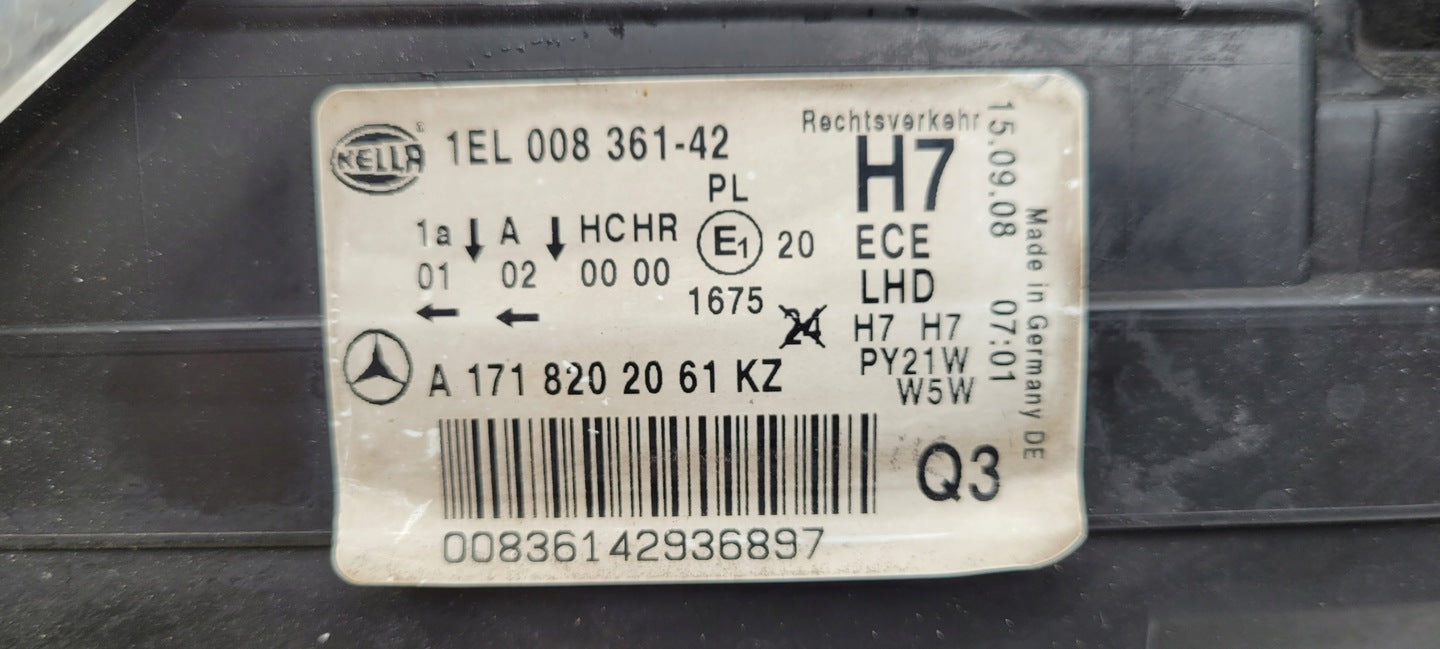 HELLA ® 1EL 008 361-42
PL
1a ↓ A ↓ HCHR E1 20
01 02 00 00
← ← 1675
24
A 171 820 20 61 KZ
00836142936897
Rechtsverkehr
H7
ECE
LHD
H7 H7
PY21W
W5W
Q3
15.09.08 07:01
Made in Germany DE